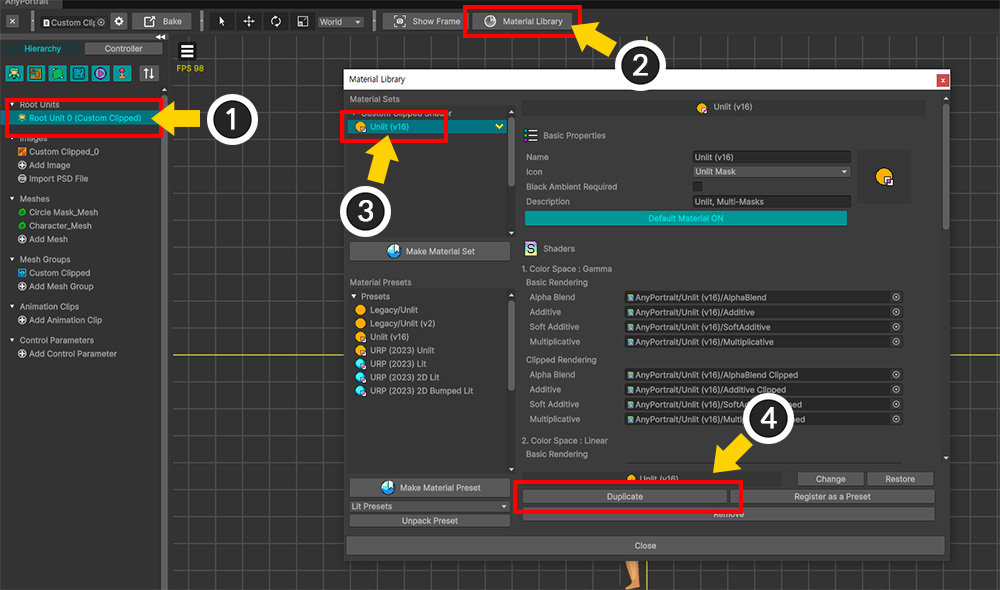 AnyPortrait
Custom Clip
Bake
World
Show Frame
Material Library
2
Hierarchy
Controller
FPS 98
Root Units
Root Unit 0 (Custom Clipped)
1
Images
Custom Clipped_0
Add Image
Import PSD File
Meshes
Circle Mask_Mesh
Character_Mesh
Add Mesh
Mesh Groups
Custom Clipped
Add Mesh Group
Animation Clips
Add Animation Clip
Control Parameters
Add Control Parameter
Material Library
x
Material Sets
Custom Clipped Shader
Unlit (v16)
3
Make Material Set
Material Presets
Presets
Legacy/Unlit
Legacy/Unlit (v2)
Unlit (v16)
URP (2023) Unlit
URP (2023) Lit
URP (2023) 2D Lit
URP (2023) 2D Bumped Lit
Make Material Preset
Lit Presets
Unpack Preset
Unlit (v16)
Basic Properties
Name Unlit (v16)
Icon Unlit Mask
Black Ambient Required
Description Unlit, Multi-Masks
Default Material ON
S Shaders
1. Color Space : Gamma
Basic Rendering
Alpha Blend AnyPortrait/Unlit (v16)/AlphaBlend
Additive AnyPortrait/Unlit (v16)/Additive
Soft Additive AnyPortrait/Unlit (v16)/SoftAdditive
Multiplicative AnyPortrait/Unlit (v16)/Multiplicative
Clipped Rendering
Alpha Blend AnyPortrait/Unlit (v16)/AlphaBlend Clipped
Additive AnyPortrait/Unlit (v16)/Additive Clipped
Soft Additive AnyPortrait/Unlit (v16)/SoftAd
Multiplicative AnyPortrait/Unlit (v16)/Multi
4
2. Color Space : Linear
Basic Rendering
Unlit (v16)
Change
Restore
Duplicate
Register as a Preset
Remove
Close